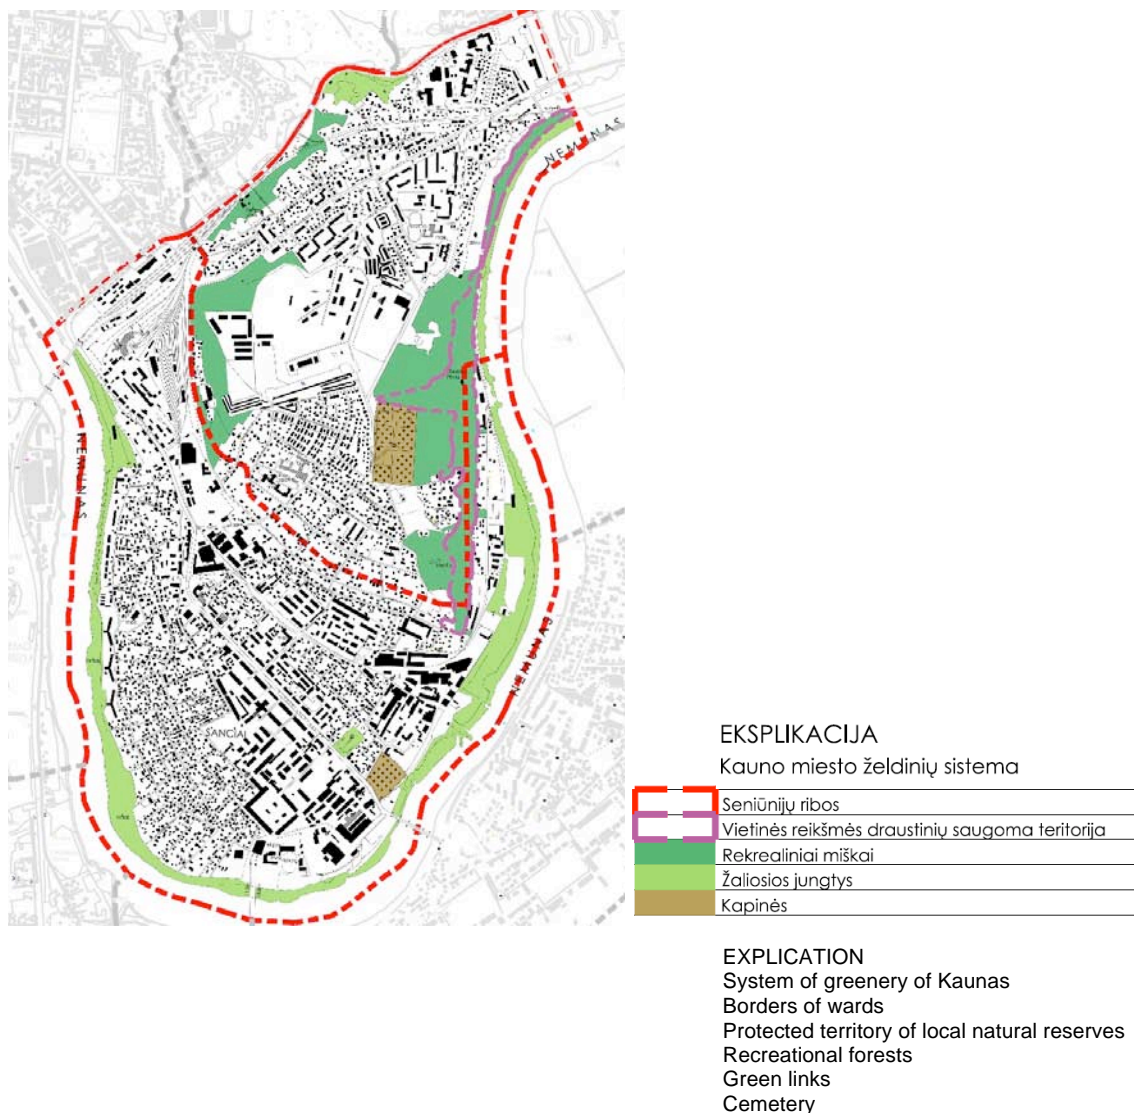 NEMUNAS
NEMUNAS
NEMUNAS
ŠANČIAI
EKSPLIKACIJA
Kauno miesto želdinių sistema
Seniūnijų ribos
Vietinės reikšmės draustinių saugoma teritorija
Rekrealiniai miškai
Žaliosios jungtys
Kapinės
EXPLICATION
System of greenery of Kaunas
Borders of wards
Protected territory of local natural reserves
Recreational forests
Green links
Cemetery